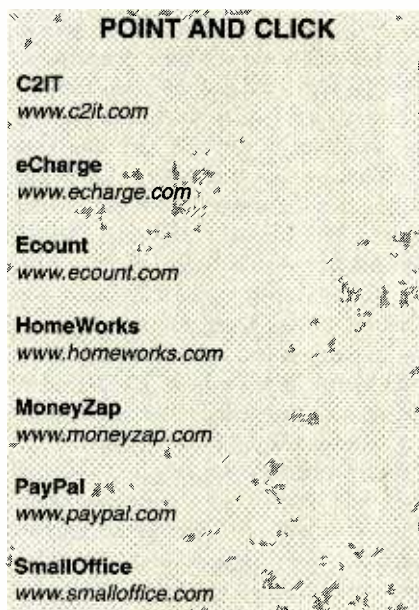 POINT AND CLICK
C2IT
www.c2it.com
eCharge
www.echarge.com
Ecount
www.ecount.com
HomeWorks
www.homeworks.com
MoneyZap
www.moneyzap.com
PayPal
www.paypal.com
SmallOffice
www.smalloffice.com